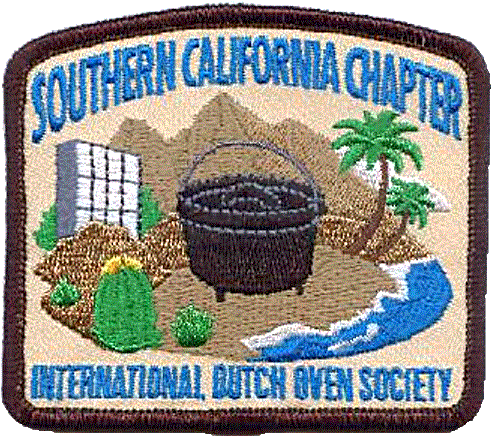 SOUTHERN CALIFORNIA CHAPTER
INTERNATIONAL DUTCH OVEN SOCIETY